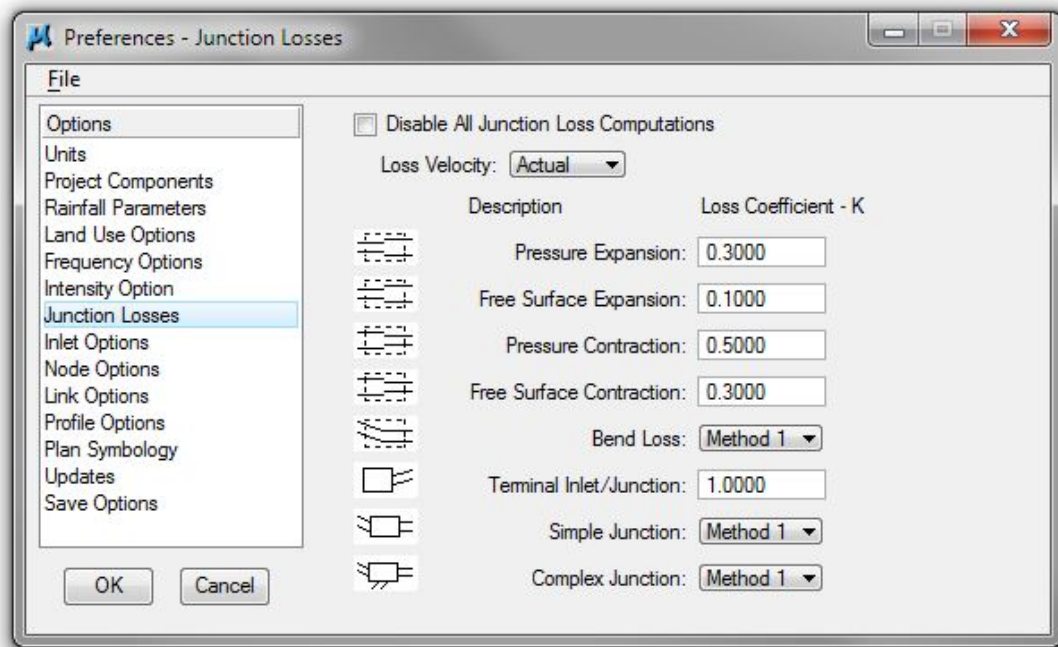 Preferences - Junction Losses
File
Options
Units
Project Components
Rainfall Parameters
Land Use Options
Frequency Options
Intensity Option
Junction Losses
Inlet Options
Node Options
Link Options
Profile Options
Plan Symbology
Updates
Save Options
OK
Cancel
Disable All Junction Loss Computations
Loss Velocity: Actual
Description Loss Coefficient - K
Pressure Expansion: 0.3000
Free Surface Expansion: 0.1000
Pressure Contraction: 0.5000
Free Surface Contraction: 0.3000
Bend Loss: Method 1
Terminal Inlet/Junction: 1.0000
Simple Junction: Method 1
Complex Junction: Method 1